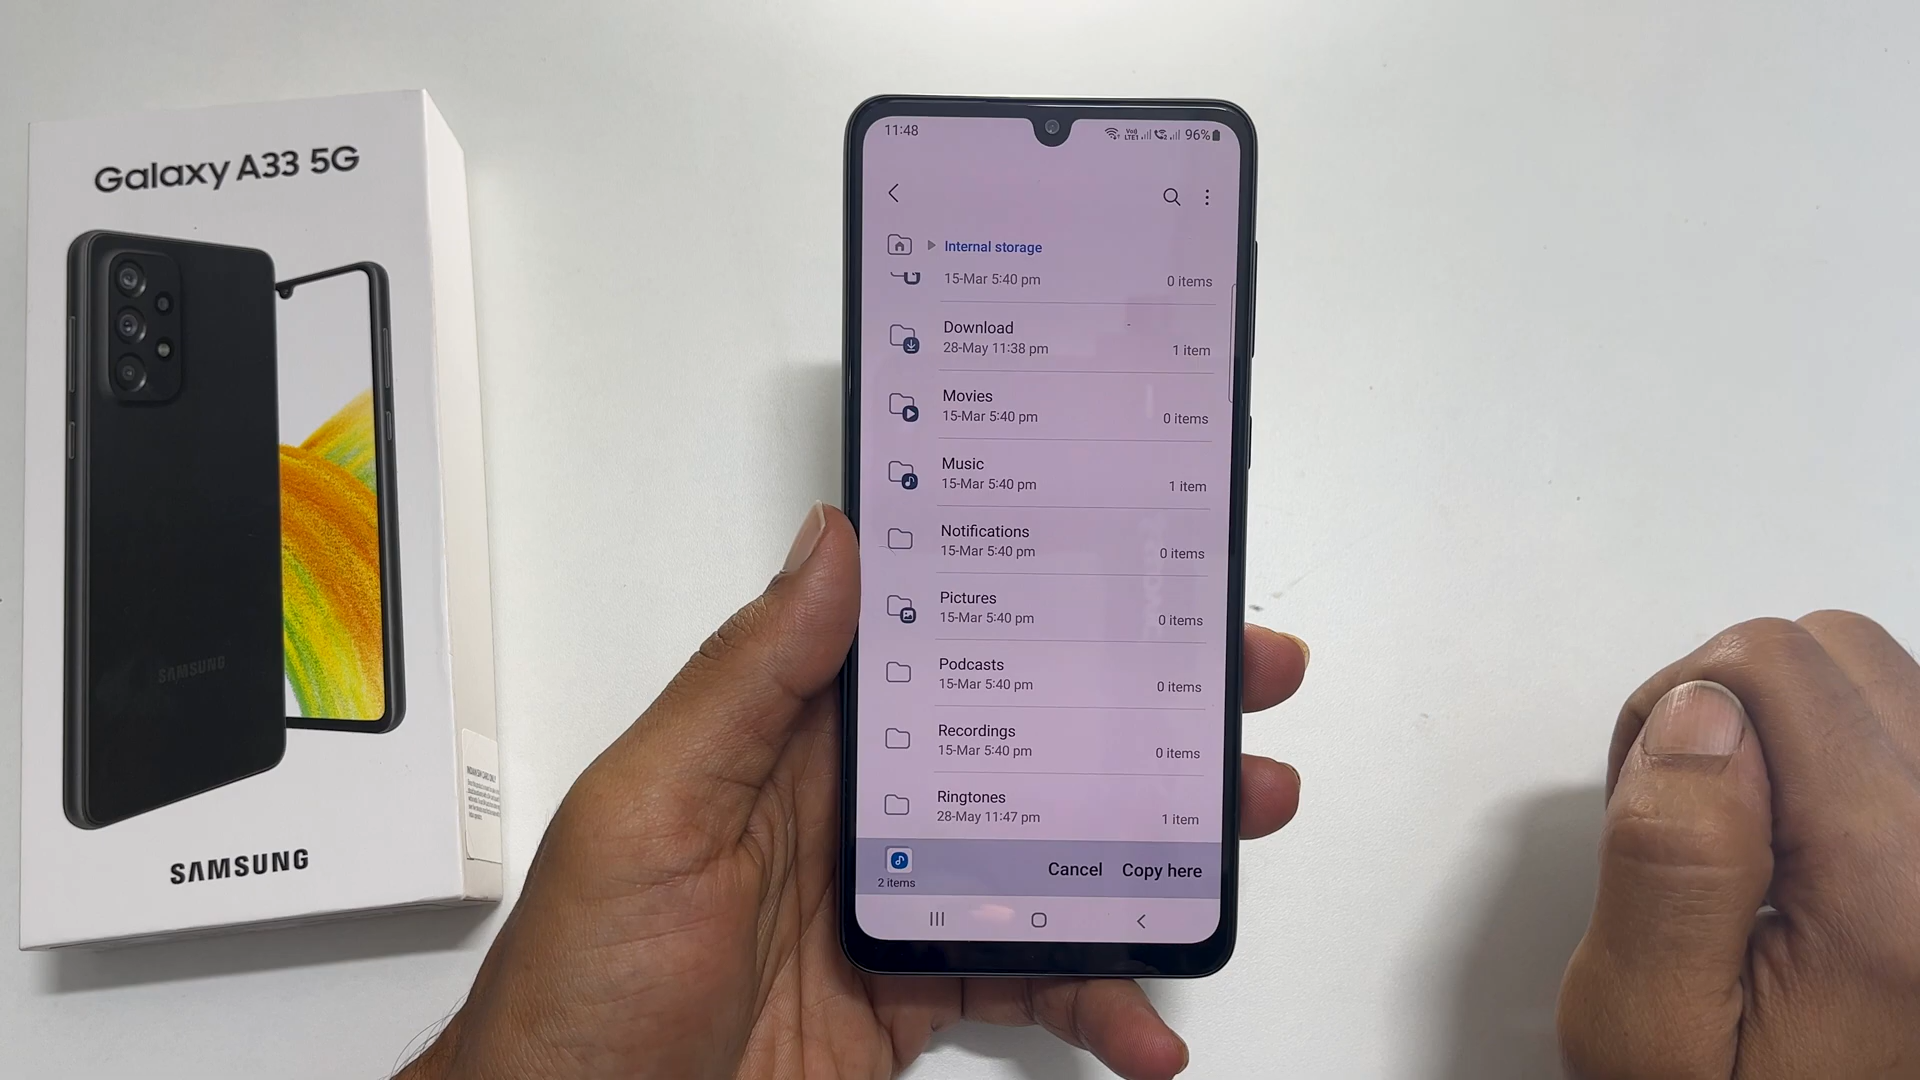 Galaxy A33 5G
SAMSUNG
SAMSUNG
11:48
96%
Internal storage
15-Mar 5:40 pm
0 items
Download
28-May 11:38 pm
1 item
Movies
15-Mar 5:40 pm
0 items
Music
15-Mar 5:40 pm
1 item
Notifications
15-Mar 5:40 pm
0 items
Pictures
15-Mar 5:40 pm
0 items
Podcasts
15-Mar 5:40 pm
0 items
Recordings
15-Mar 5:40 pm
0 items
Ringtones
28-May 11:47 pm
1 item
2 items
Cancel
Copy here